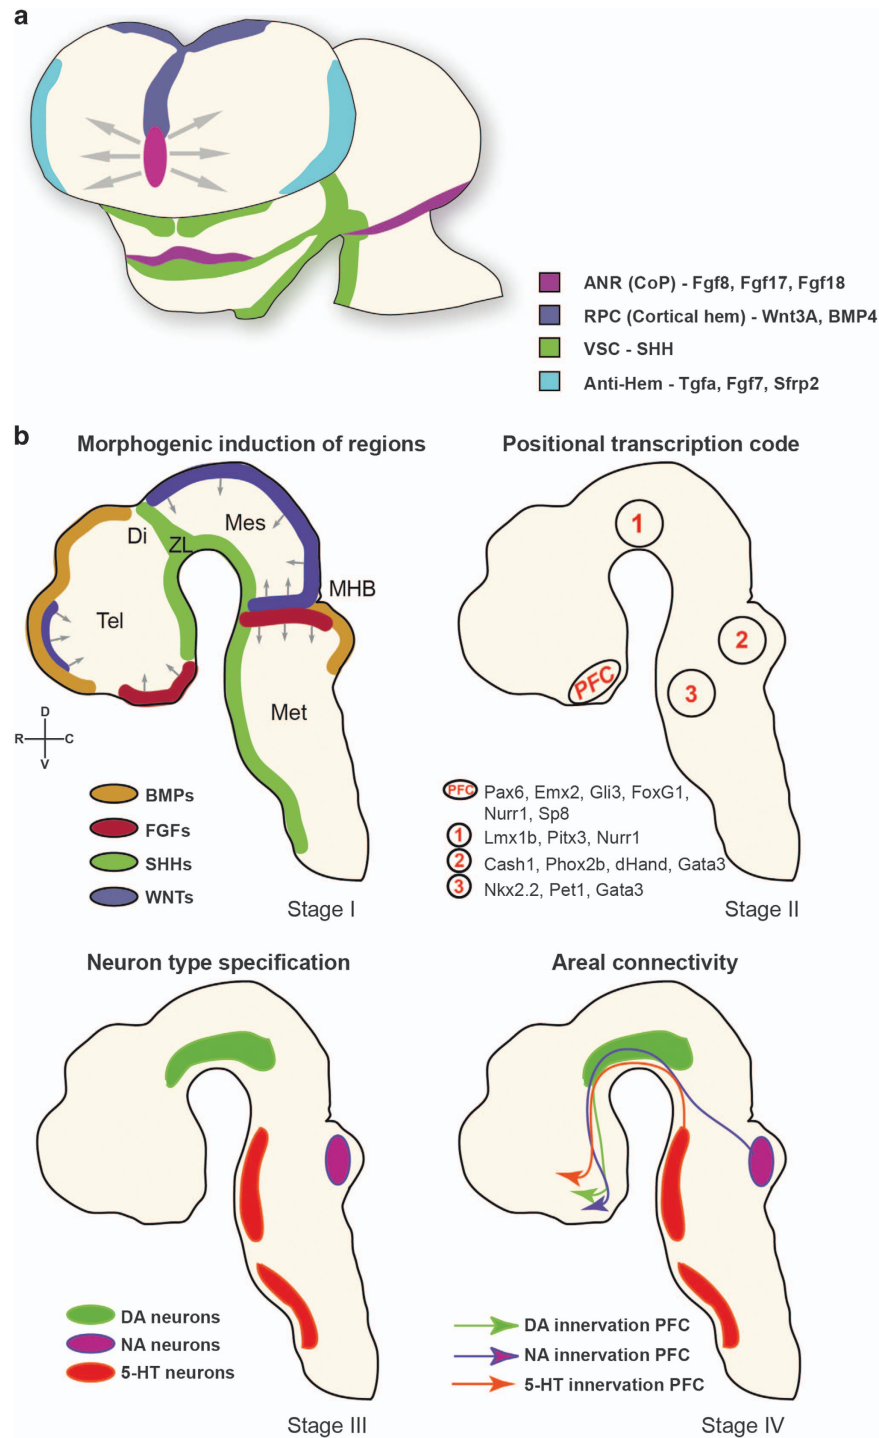 a
ANR (CoP) - Fgf8, Fgf17, Fgf18
RPC (Cortical hem) - Wnt3A, BMP4
VSC - SHH
Anti-Hem - Tgfa, Fgf7, Sfrp2
b
Morphogenic induction of regions
Di
ZL
Mes
MHB
Tel
Met
D
R
C
V
BMPs
FGFs
SHHs
WNTs
Stage I
Positional transcription code
1
2
3
PFC
PFC Pax6, Emx2, Gli3, FoxG1,
Nurr1, Sp8
1 Lmx1b, Pitx3, Nurr1
2 Cash1, Phox2b, dHand, Gata3
3 Nkx2.2, Pet1, Gata3
Stage II
Neuron type specification
DA neurons
NA neurons
5-HT neurons
Stage III
Areal connectivity
DA innervation PFC
NA innervation PFC
5-HT innervation PFC
Stage IV